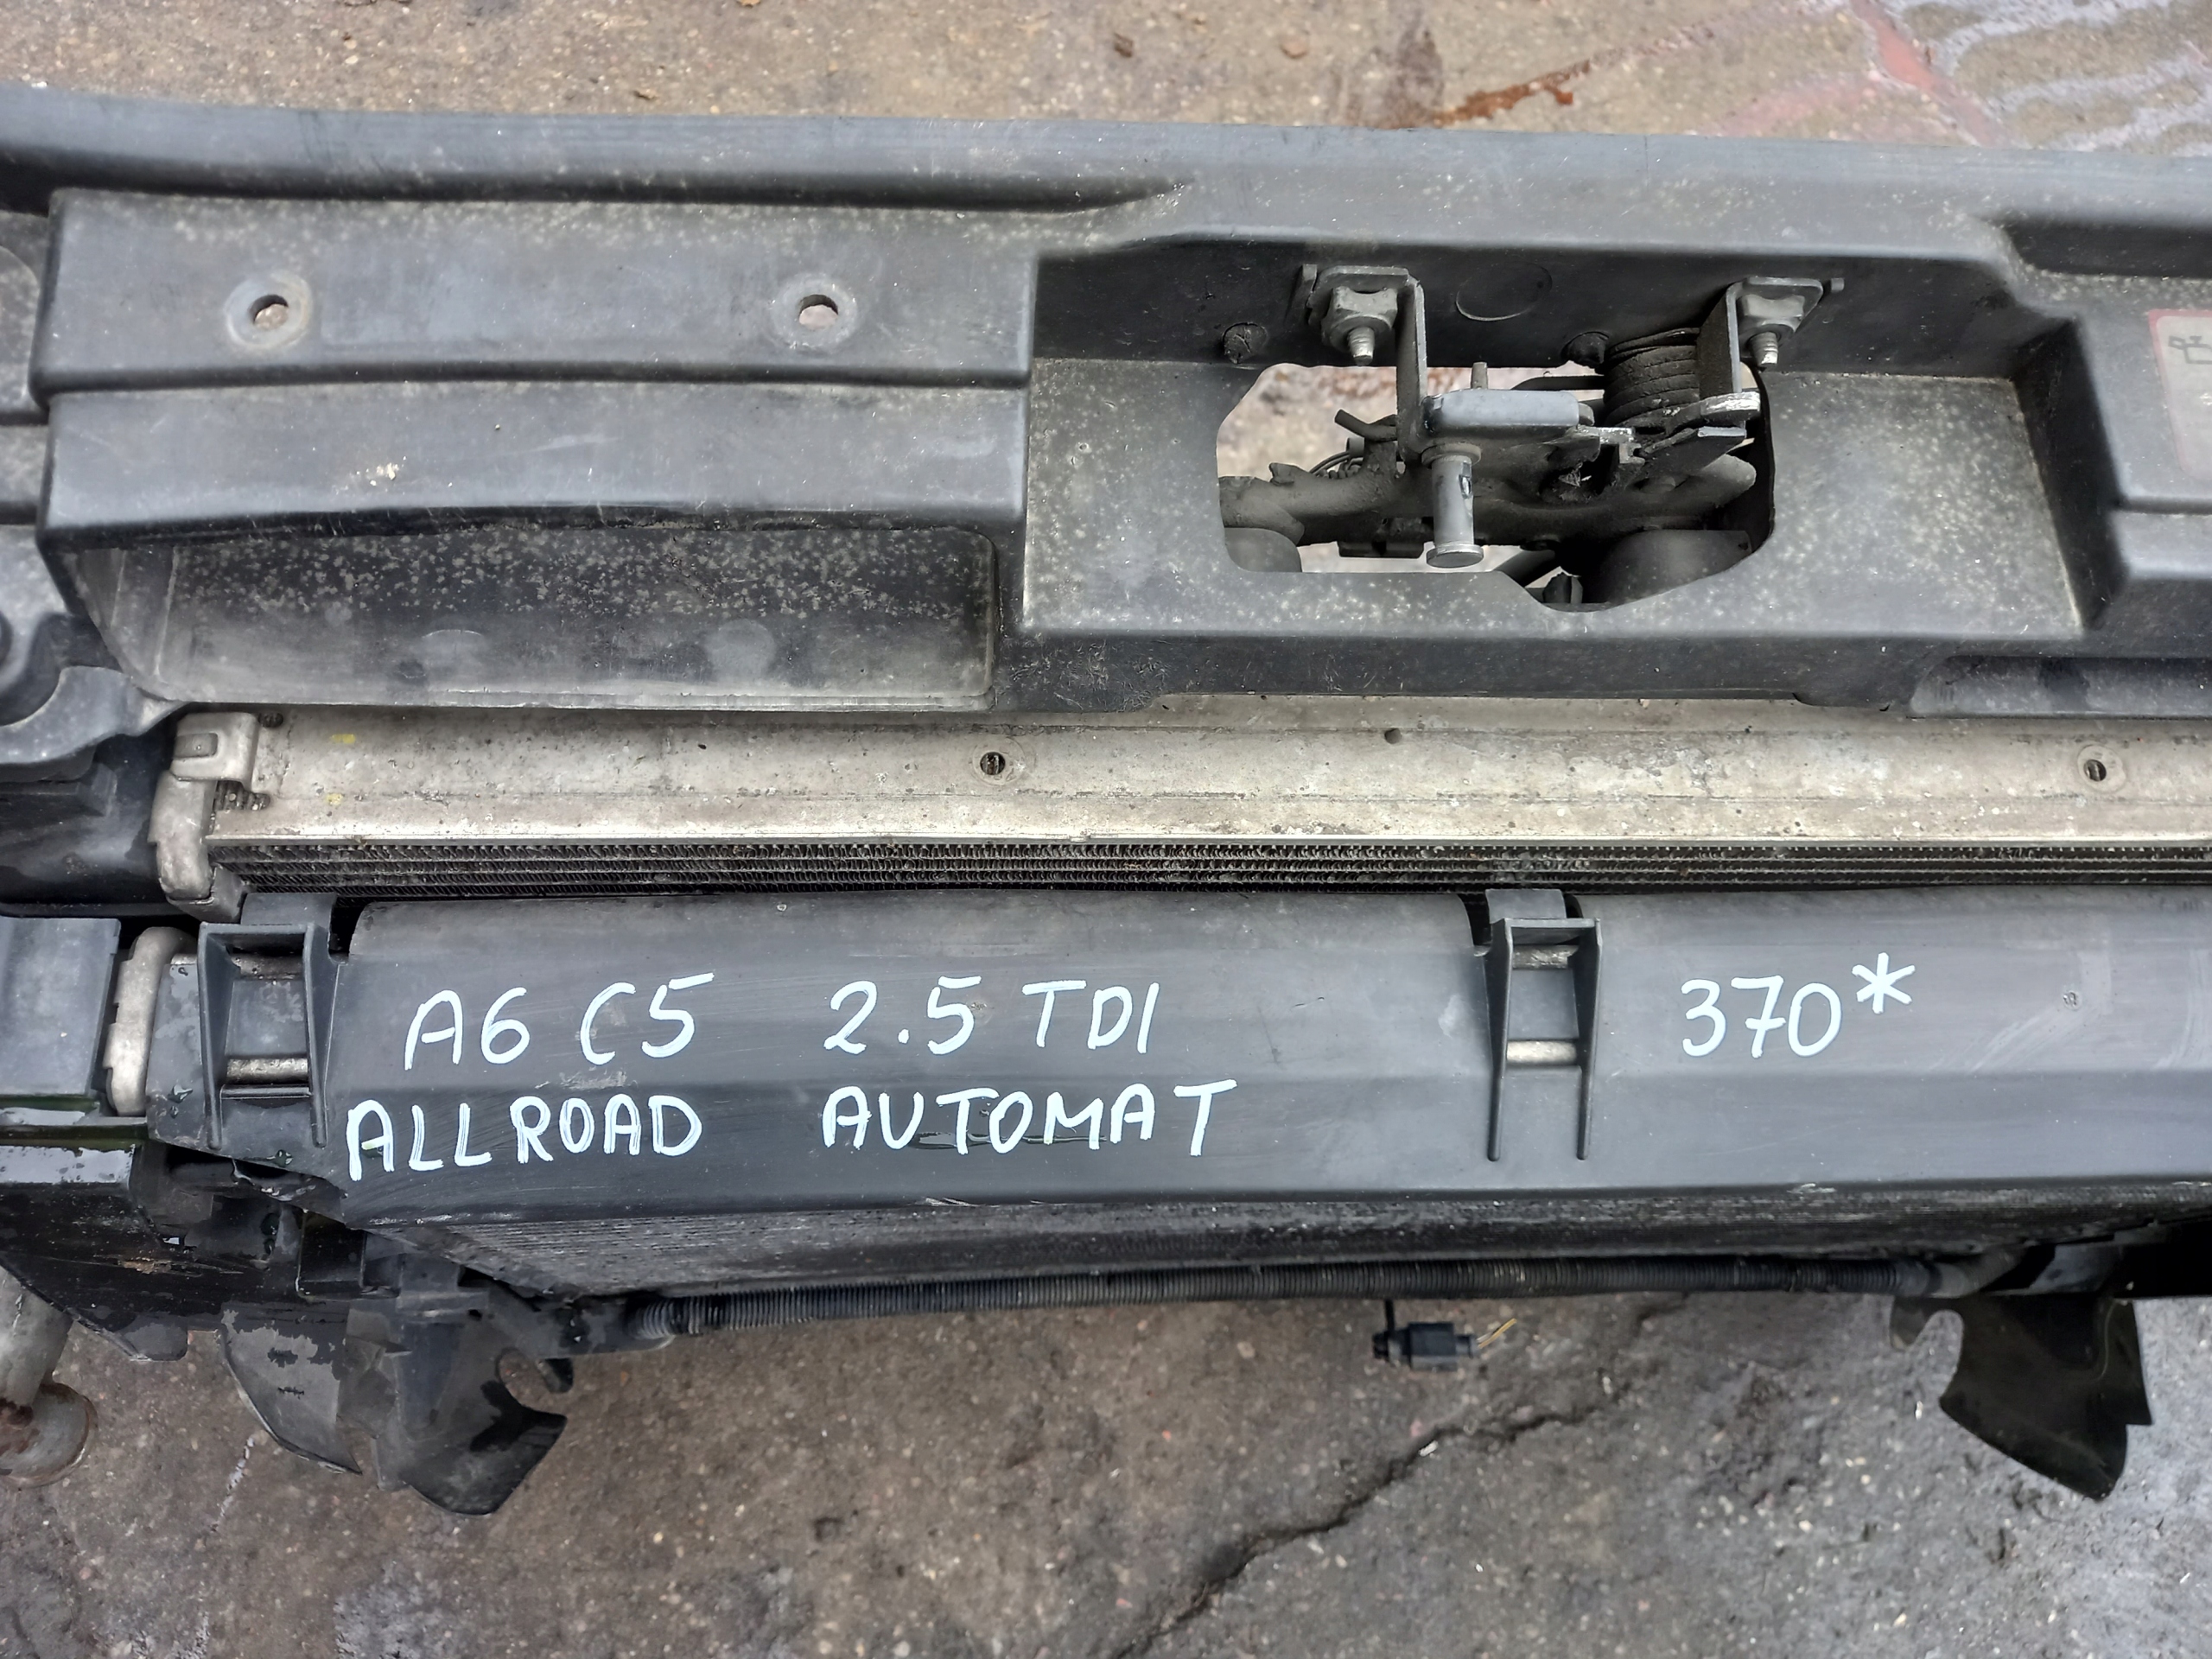 A6 C5 2.5 TDI 370*
ALLROAD AUTOMAT